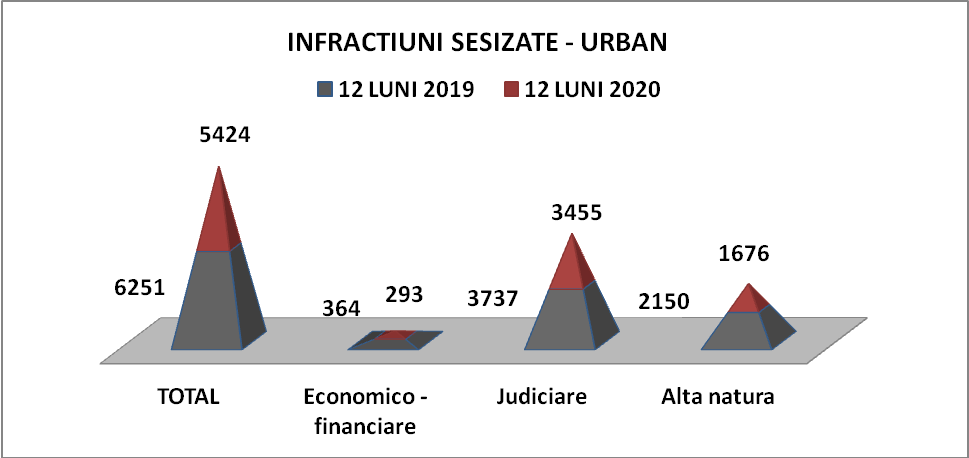 INFRACTIUNI SESIZATE - URBAN
12 LUNI 2019 12 LUNI 2020
5424
6251
364
293
3737
3455
2150
1676
TOTAL
Economico -
financiare
Judiciare
Alta natura